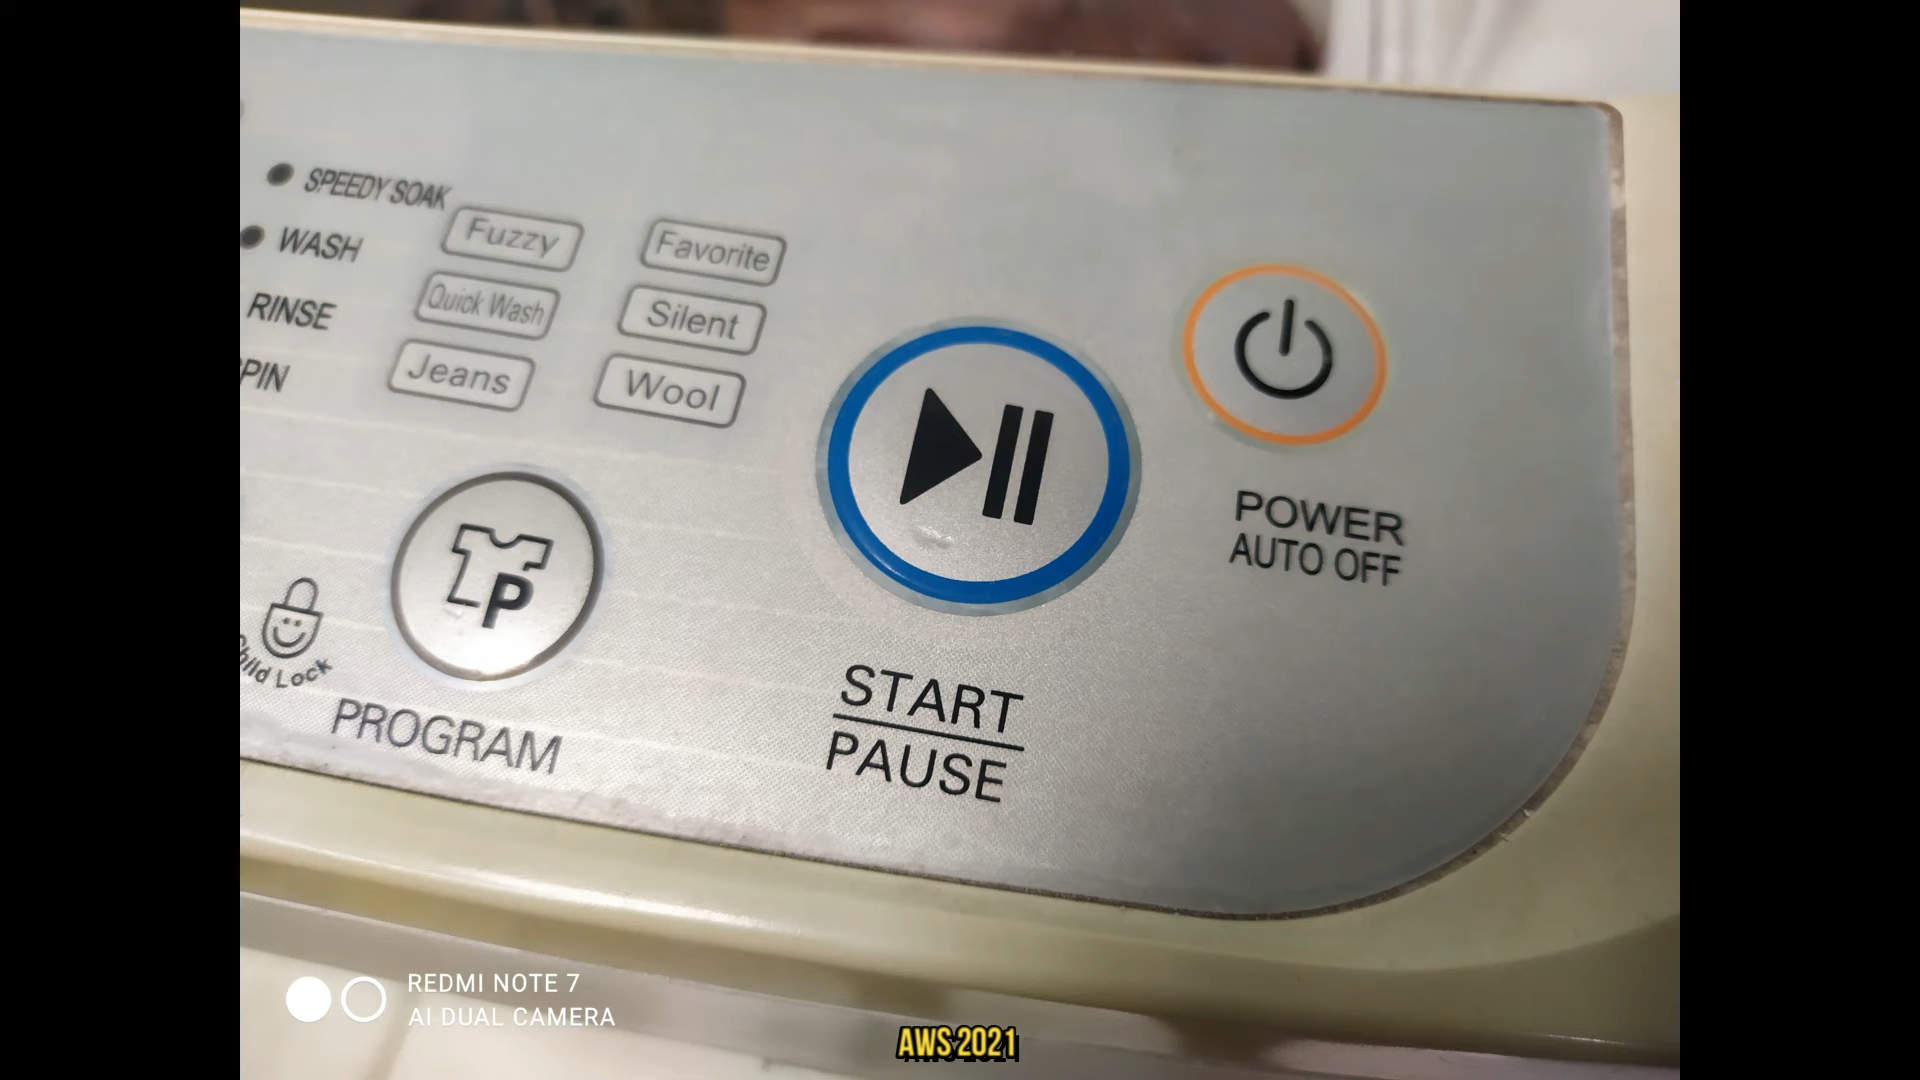 SPEEDY SOAK
WASH
RINSE
PIN
Fuzzy
Favorite
Quick Wash
Silent
Jeans
Wool
P
Child Lock
PROGRAM
START
PAUSE
POWER
AUTO OFF
REDMI NOTE 7
AI DUAL CAMERA
AWS 2021